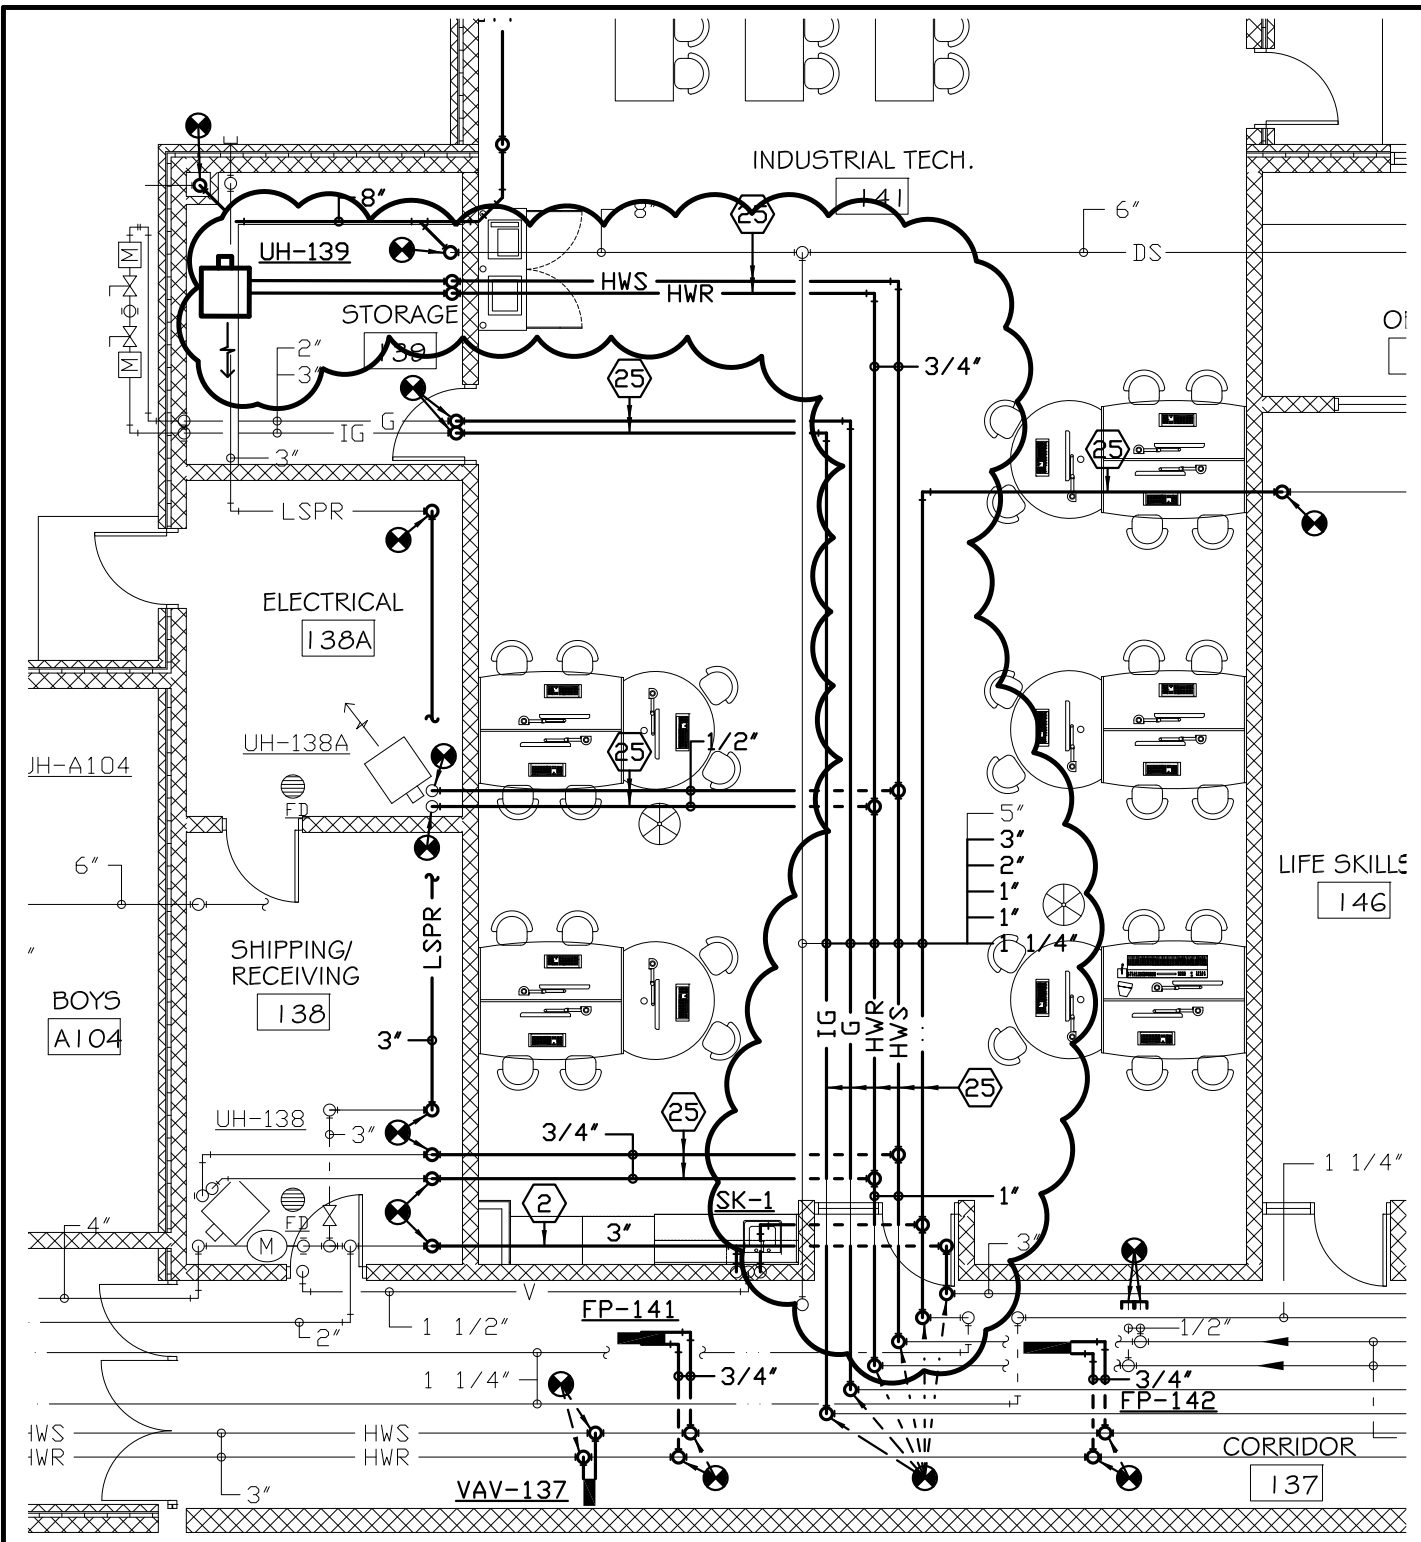 INDUSTRIAL TECH.
141
8"
25
8"
6"
UH-139
DS
M
HWS
HWR
STORAGE
139
2"
3"
3/4"
M
25
G
IG
3"
25
LSPR
ELECTRICAL
138A
UH-138A
25
1/2"
FD
5"
3"
2"
1"
1"
1 1/4"
6"
LIFE SKILLS
146
SHIPPING/
RECEIVING
138
LSPR
BOYS
A104
3"
IG
G
HWR
HWS
25
UH-138
3"
3/4"
25
1 1/4"
2
SK-1
1"
4"
FD
M
3"
3"
V
FP-141
1 1/2"
2"
1/2"
1 1/4"
3/4"
3/4"
FP-142
HWS
HWS
HWR
HWR
CORRIDOR
137
3"
VAV-137